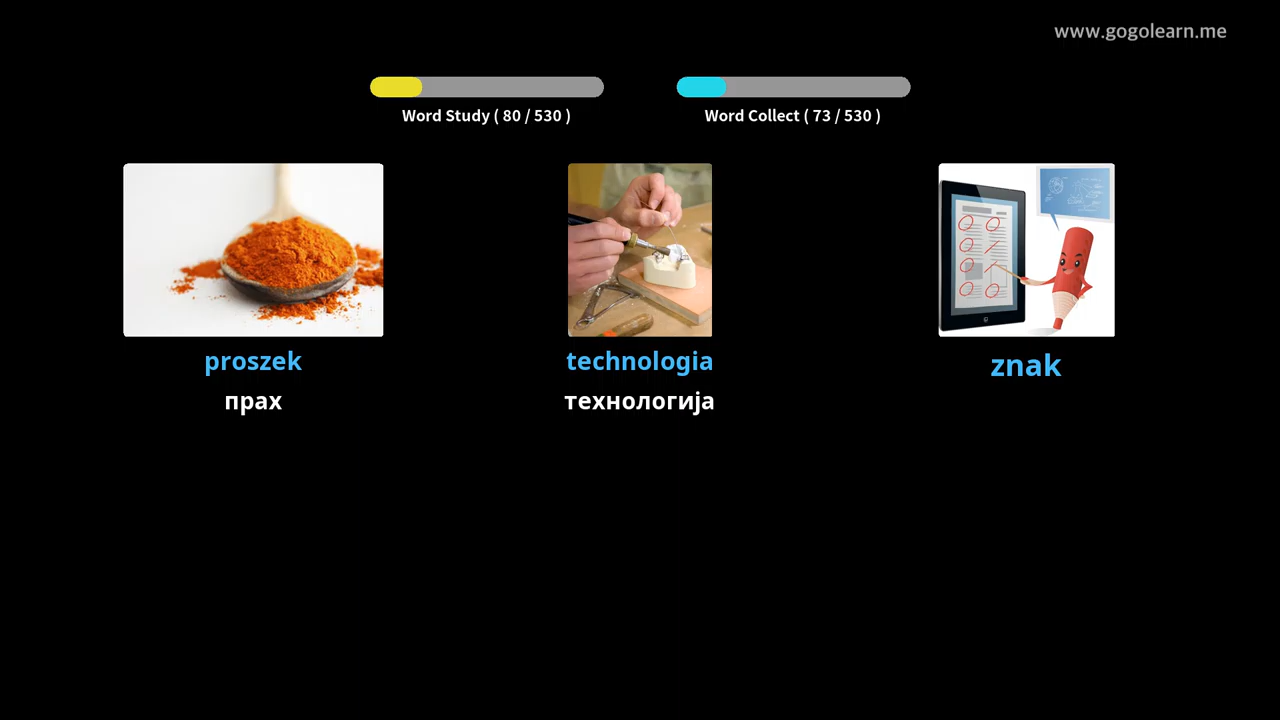 www.gogolearn.me
Word Study ( 80 / 530 )
Word Collect ( 73 / 530 )
proszek
technologia
znak
прах
технологија